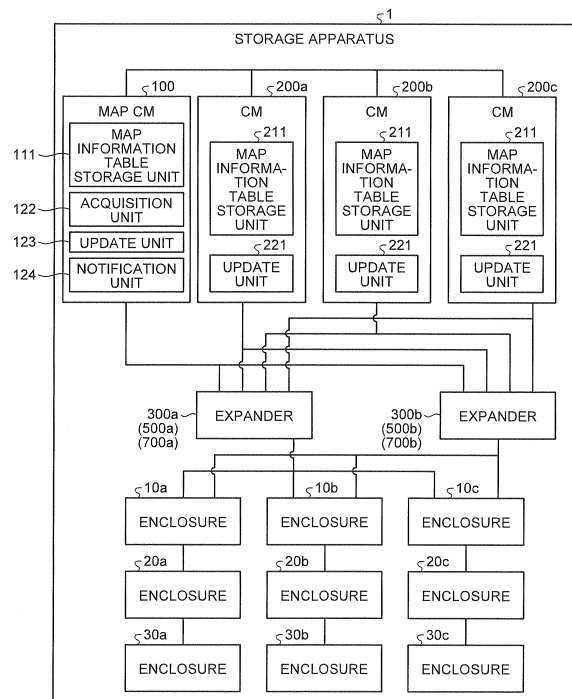 1
STORAGE APPARATUS
100
200a
200b
200c
MAP CM
CM
CM
CM
111
MAP
INFORMATION
TABLE
STORAGE UNIT
211
MAP
INFORMA-
TION
TABLE
STORAGE
UNIT
211
MAP
INFORMA-
TION
TABLE
STORAGE
UNIT
211
MAP
INFORMA-
TION
TABLE
STORAGE
UNIT
122
ACQUISITION
UNIT
123
UPDATE UNIT
124
NOTIFICATION
UNIT
221
UPDATE
UNIT
221
UPDATE
UNIT
221
UPDATE
UNIT
300a
(500a)
(700a)
EXPANDER
300b
(500b)
(700b)
EXPANDER
10a
10b
10c
ENCLOSURE
ENCLOSURE
ENCLOSURE
20a
20b
20c
ENCLOSURE
ENCLOSURE
ENCLOSURE
30a
30b
30c
ENCLOSURE
ENCLOSURE
ENCLOSURE